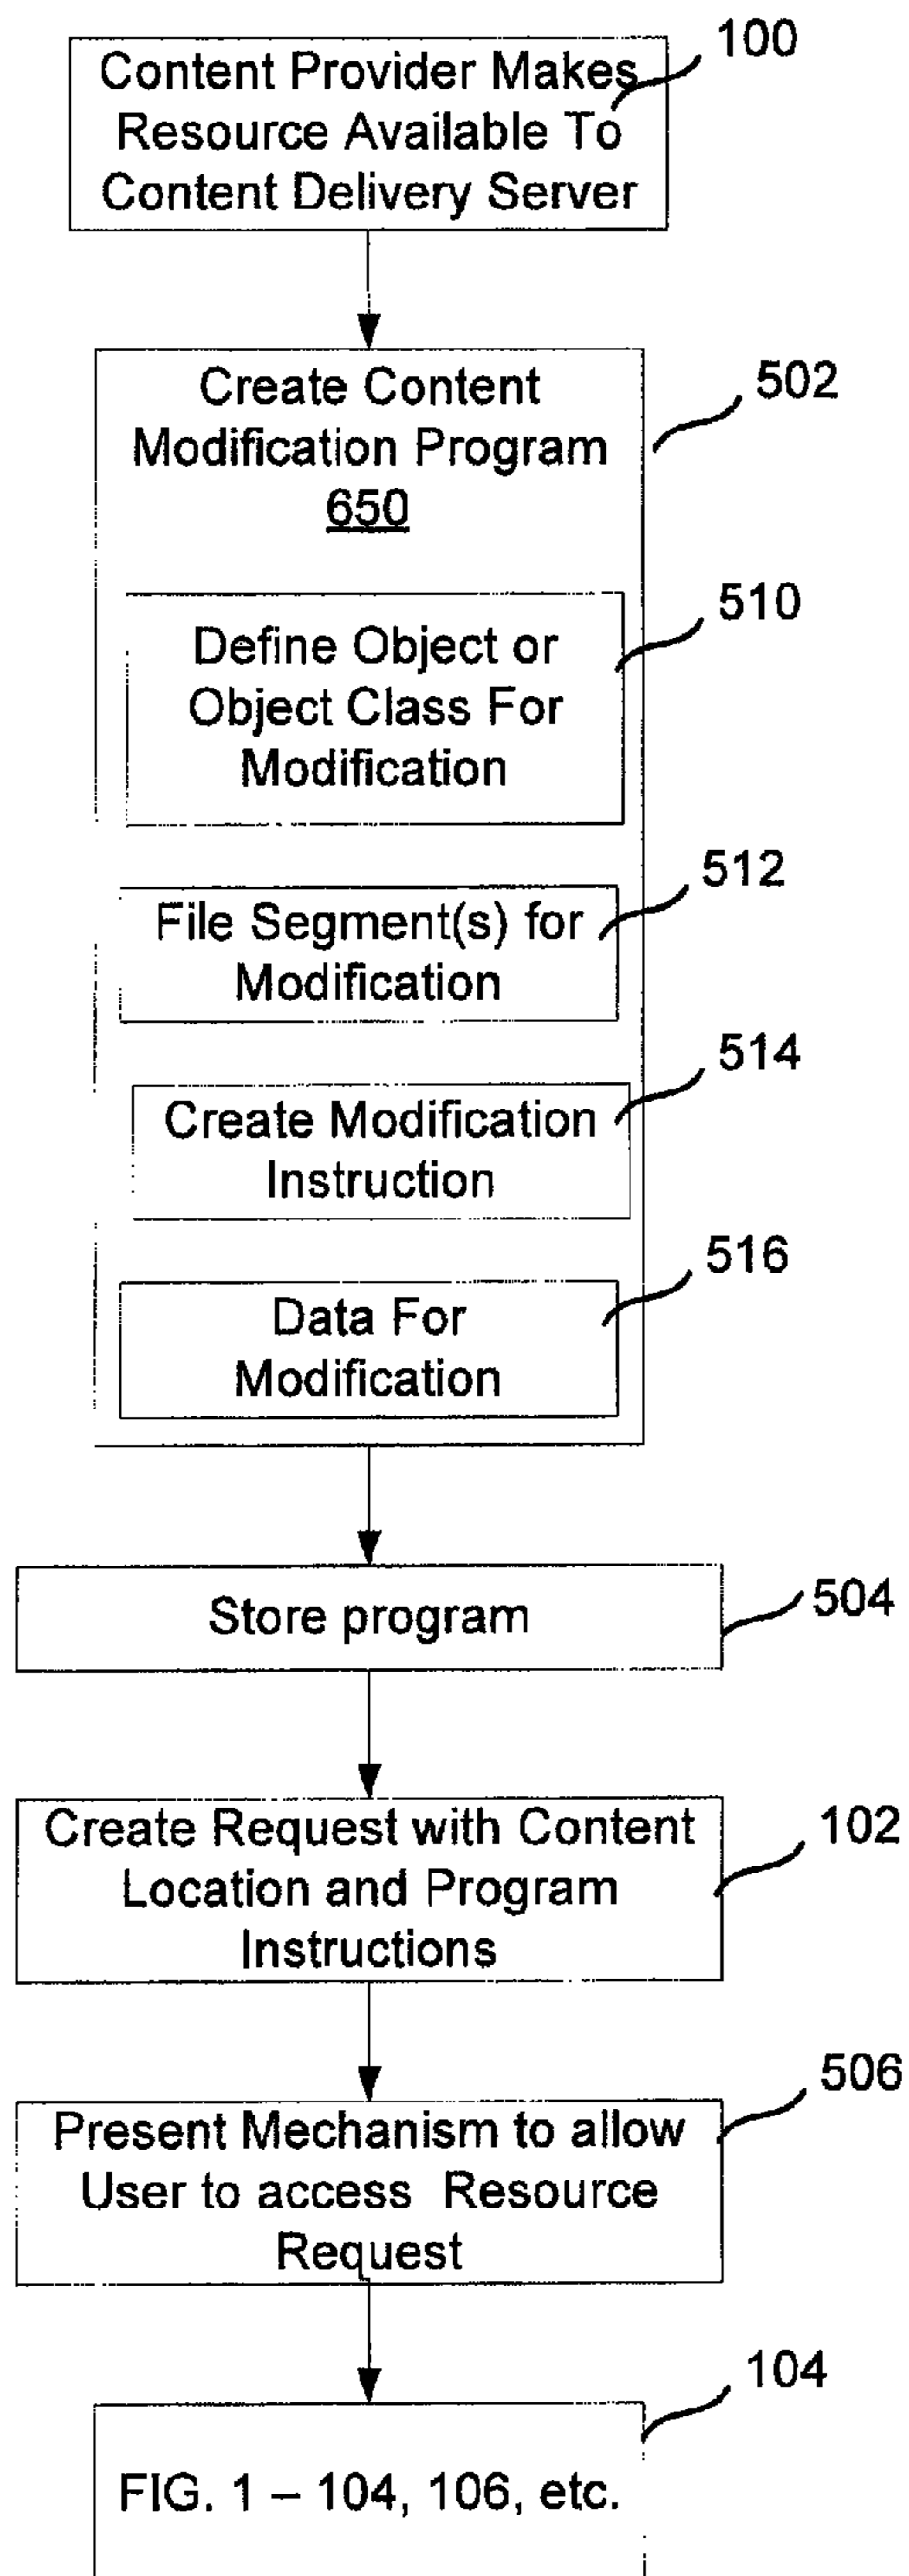 100
Content Provider Makes
Resource Available To
Content Delivery Server
Create Content
Modification Program
650
502
Define Object or
Object Class For
Modification
510
File Segment(s) for
Modification
512
Create Modification
Instruction
514
Data For
Modification
516
Store program
504
Create Request with Content
Location and Program
Instructions
102
Present Mechanism to allow
User to access Resource
Request
506
104
FIG. 1 – 104, 106, etc.